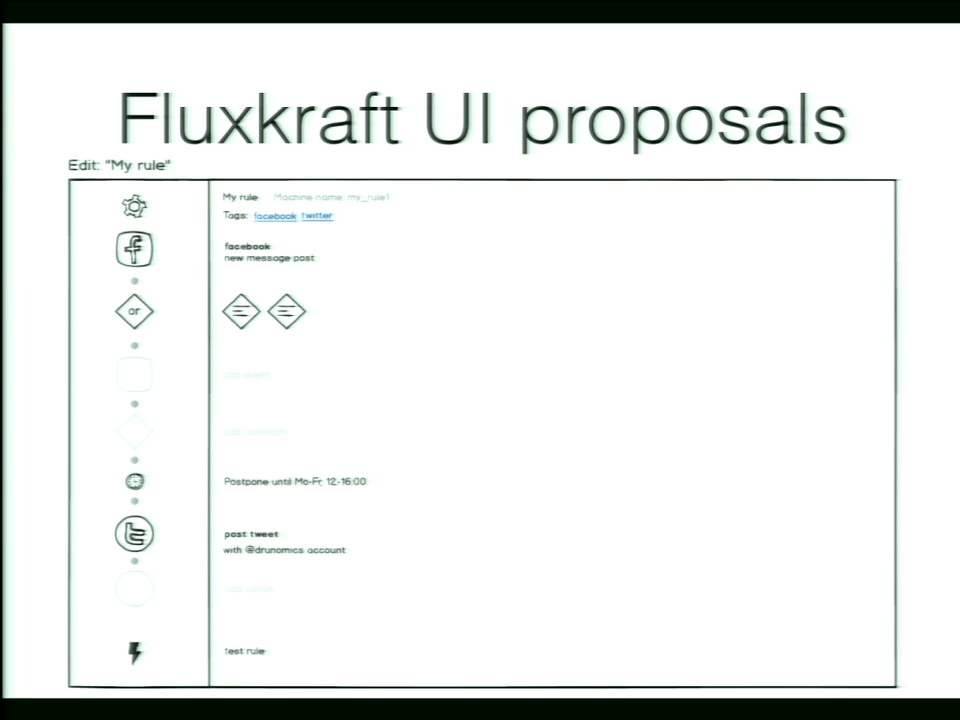 Fluxkraft UI proposals
Edit: "My rule"
My rule Machine name: my_rule1
Tags: facebook twitter
facebook
new message post
or
Postpone until Mo-Fr, 12-16:00
post tweet
with @drunomics account
test rule